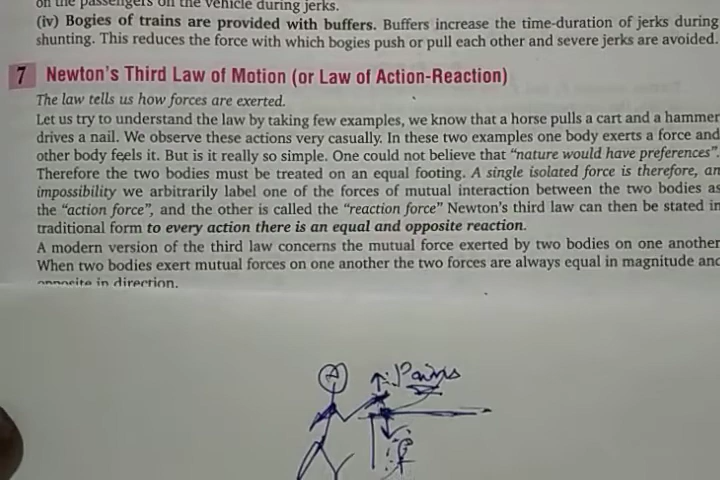 on the passengers on the vehicle during jerks.
(iv) Bogies of trains are provided with buffers. Buffers increase the time-duration of jerks during
shunting. This reduces the force with which bogies push or pull each other and severe jerks are avoided.
7 Newton's Third Law of Motion (or Law of Action-Reaction)
The law tells us how forces are exerted.
Let us try to understand the law by taking few examples, we know that a horse pulls a cart and a hammer
drives a nail. We observe these actions very casually. In these two examples one body exerts a force and
other body feels it. But is it really so simple. One could not believe that "nature would have preferences".
Therefore the two bodies must be treated on an equal footing. A single isolated force is therefore, an
impossibility we arbitrarily label one of the forces of mutual interaction between the two bodies as
the "action force", and the other is called the "reaction force" Newton's third law can then be stated in
traditional form to every action there is an equal and opposite reaction.
A modern version of the third law concerns the mutual force exerted by two bodies on one another
When two bodies exert mutual forces on one another the two forces are always equal in magnitude and
opposite in direction.